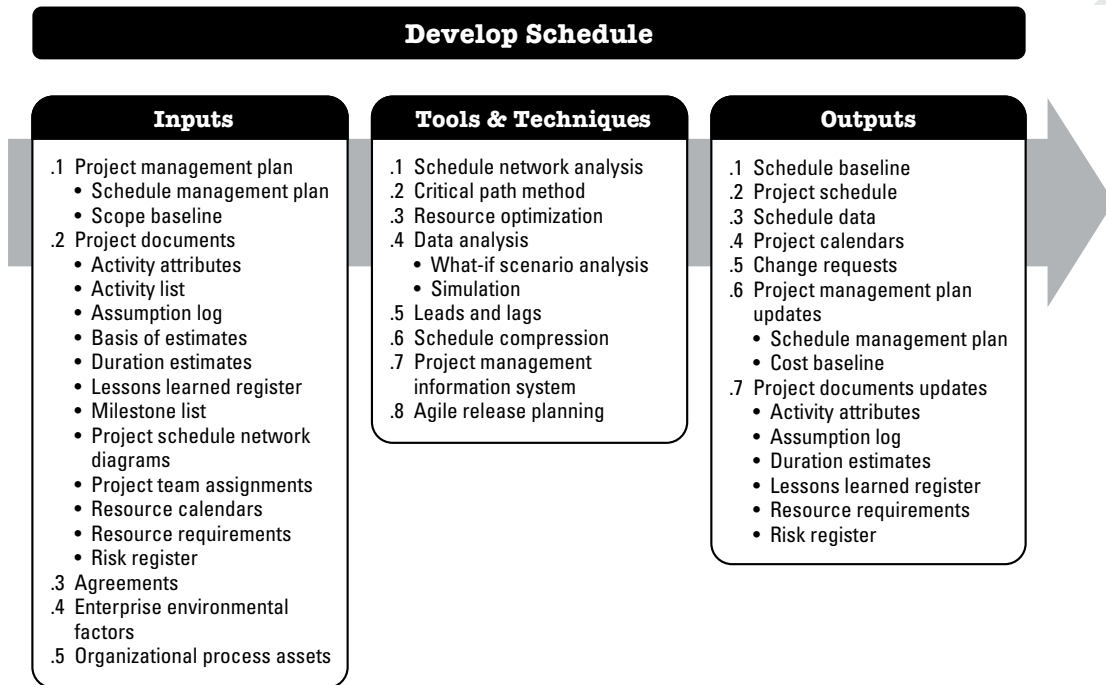 Develop Schedule
Inputs
.1 Project management plan
• Schedule management plan
• Scope baseline
.2 Project documents
• Activity attributes
• Activity list
• Assumption log
• Basis of estimates
• Duration estimates
• Lessons learned register
• Milestone list
• Project schedule network
diagrams
• Project team assignments
• Resource calendars
• Resource requirements
• Risk register
.3 Agreements
.4 Enterprise environmental
factors
.5 Organizational process assets
Tools & Techniques
.1 Schedule network analysis
.2 Critical path method
.3 Resource optimization
.4 Data analysis
• What-if scenario analysis
• Simulation
.5 Leads and lags
.6 Schedule compression
.7 Project management
information system
.8 Agile release planning
Outputs
.1 Schedule baseline
.2 Project schedule
.3 Schedule data
.4 Project calendars
.5 Change requests
.6 Project management plan
updates
• Schedule management plan
• Cost baseline
.7 Project documents updates
• Activity attributes
• Assumption log
• Duration estimates
• Lessons learned register
• Resource requirements
• Risk register